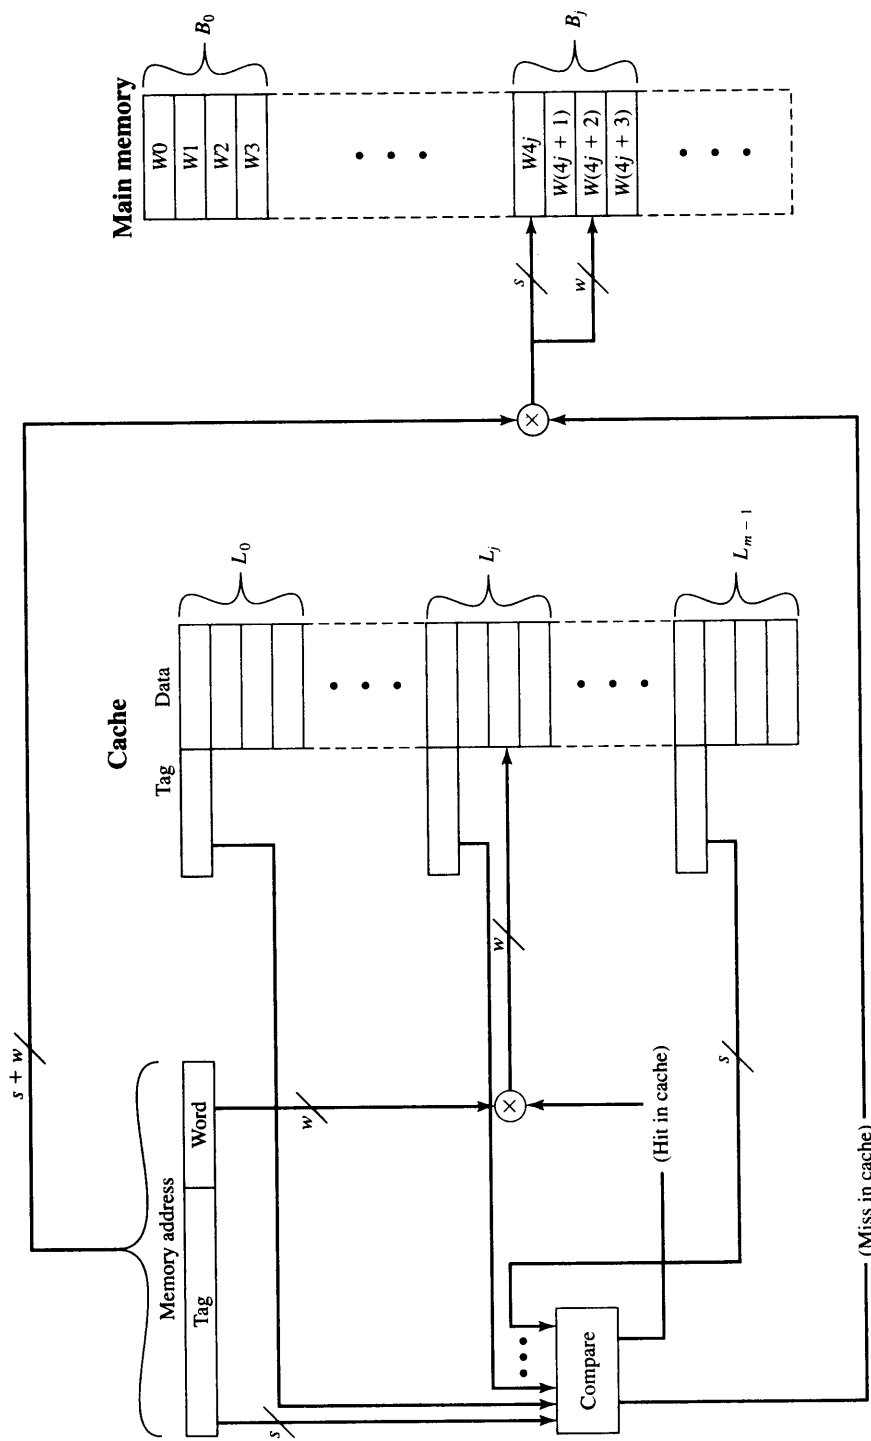 s + w
Memory address
Tag
Word
s
w
Compare
(Hit in cache)
(Miss in cache)
w
s
Cache
Tag
Data
L0
Lj
Lm − 1
Main memory
W0
W1
W2
W3
B0
s
w
W4j
W(4j + 1)
W(4j + 2)
W(4j + 3)
Bj